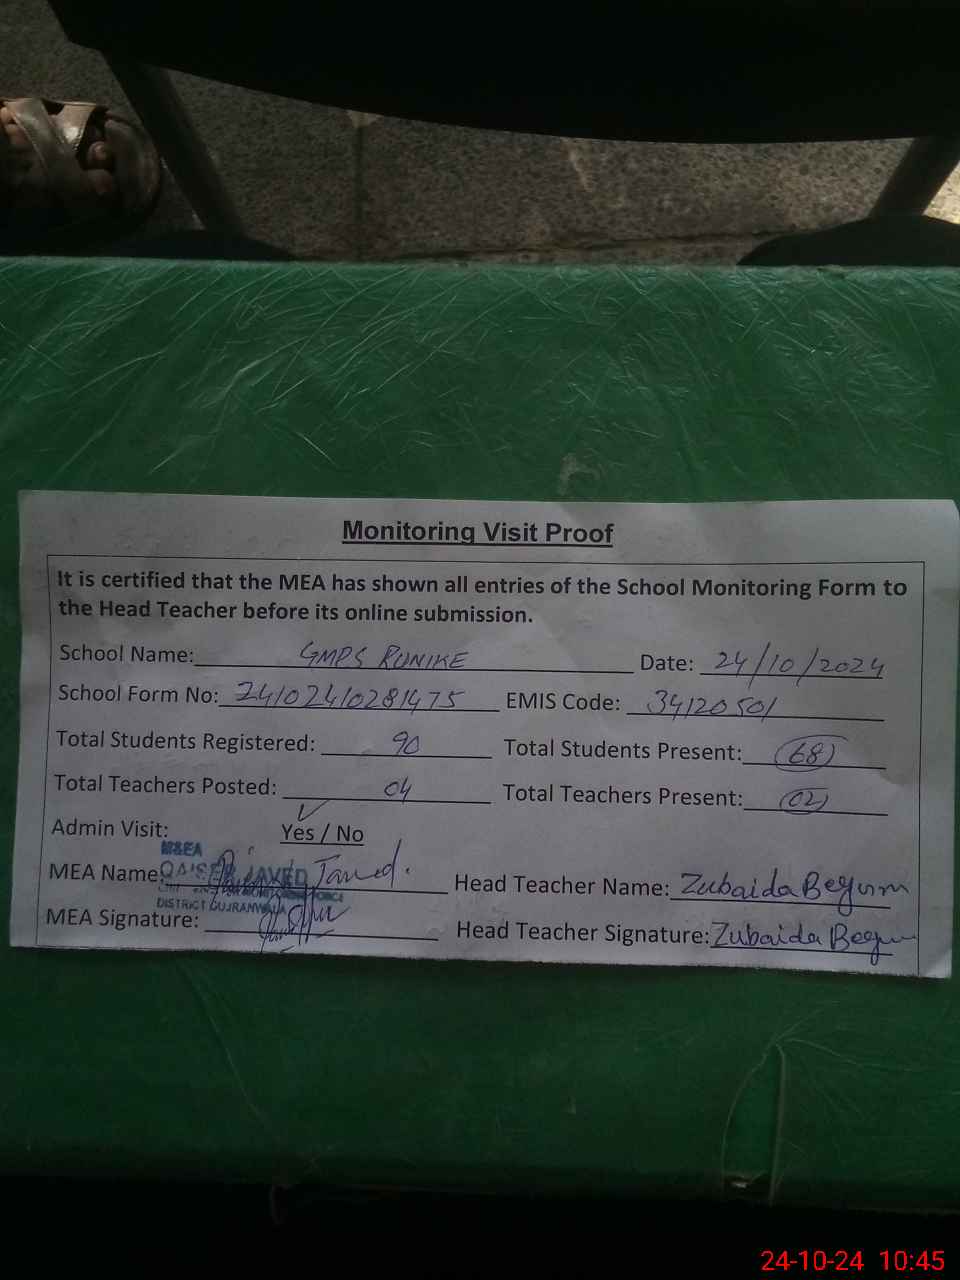 Monitoring Visit Proof
It is certified that the MEA has shown all entries of the School Monitoring Form to
the Head Teacher before its online submission.
School Name: GMPS RUNIKE Date: 24/10/2024
School Form No: 24102410281475 EMIS Code: 34120501
Total Students Registered: 90 Total Students Present: 68
Total Teachers Posted: 04 Total Teachers Present: 02
Admin Visit: Yes / No
M&EA
MEA Name: QAISER JAVED Javed. Head Teacher Name: Zubaida Begum
DISTRICT GUJRANWALA
MEA Signature: Head Teacher Signature: Zubaida Begum
24-10-24 10:45